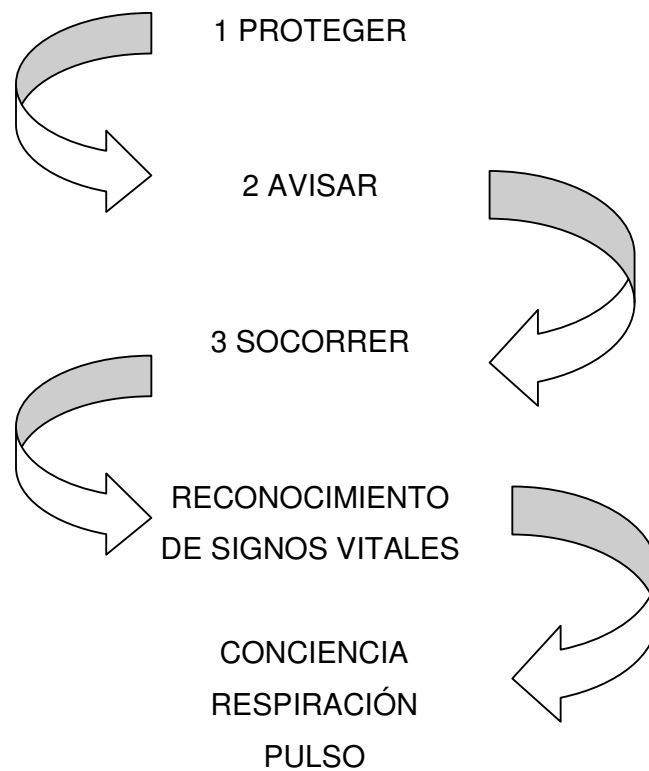 1 PROTEGER
2 AVISAR
3 SOCORRER
RECONOCIMIENTO
DE SIGNOS VITALES
CONCIENCIA
RESPIRACIÓN
PULSO